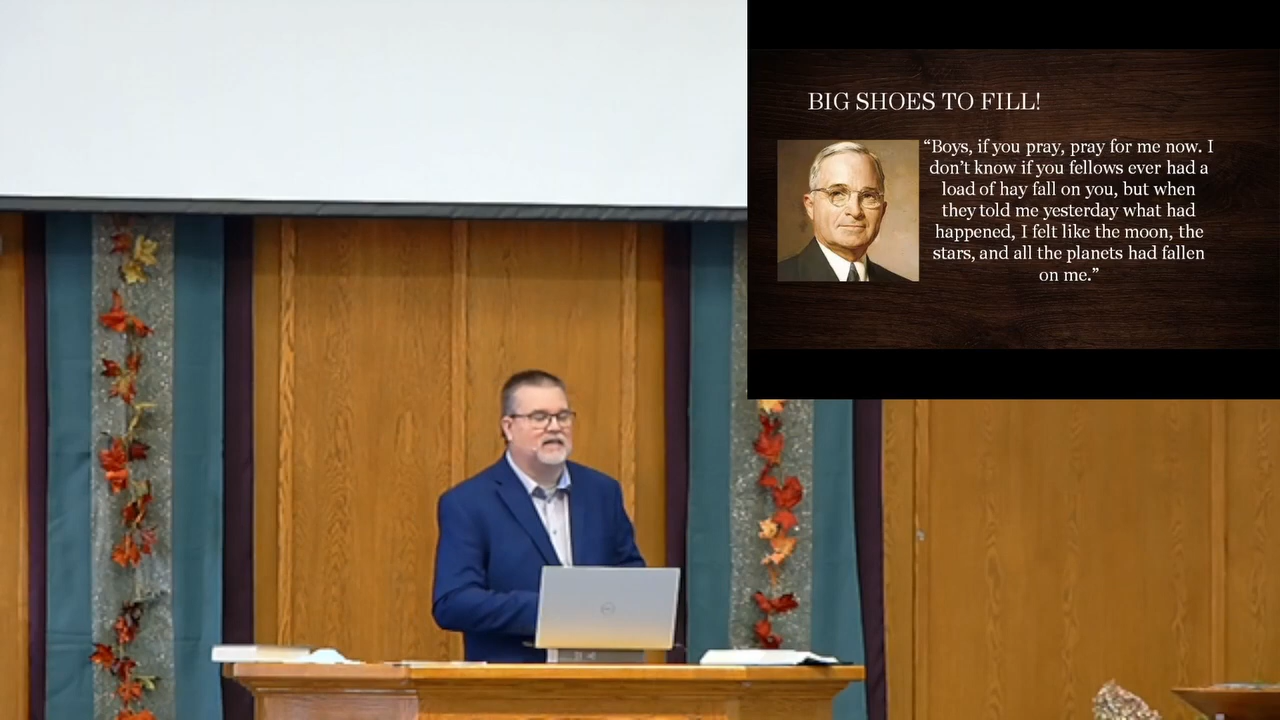 BIG SHOES TO FILL!
“Boys, if you pray, pray for me now. I
don’t know if you fellows ever had a
load of hay fall on you, but when
they told me yesterday what had
happened, I felt like the moon, the
stars, and all the planets had fallen
on me.”